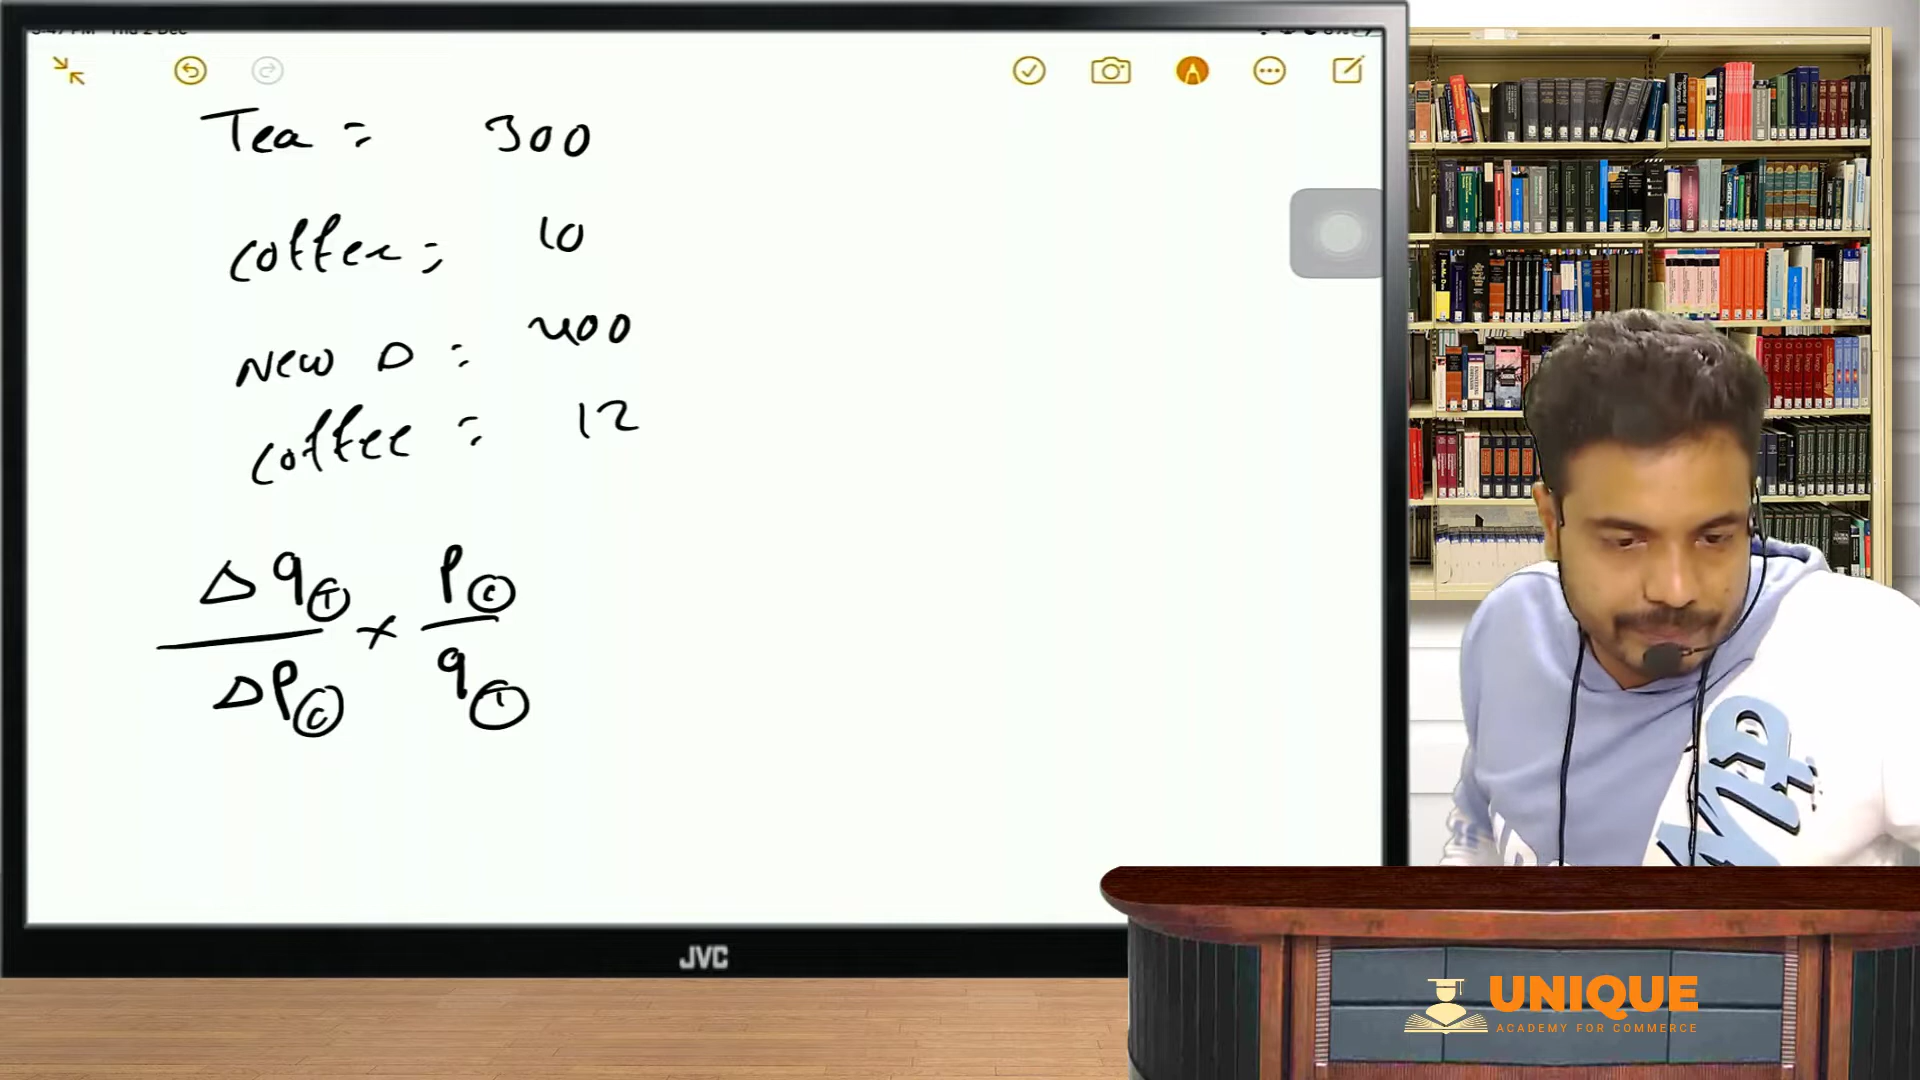 Tea = 300
coffee = 10
New D = 400
coffee = 12
Δq(T) / ΔP(C) × P(C) / q(T)
JVC
UNIQUE
ACADEMY FOR COMMERCE